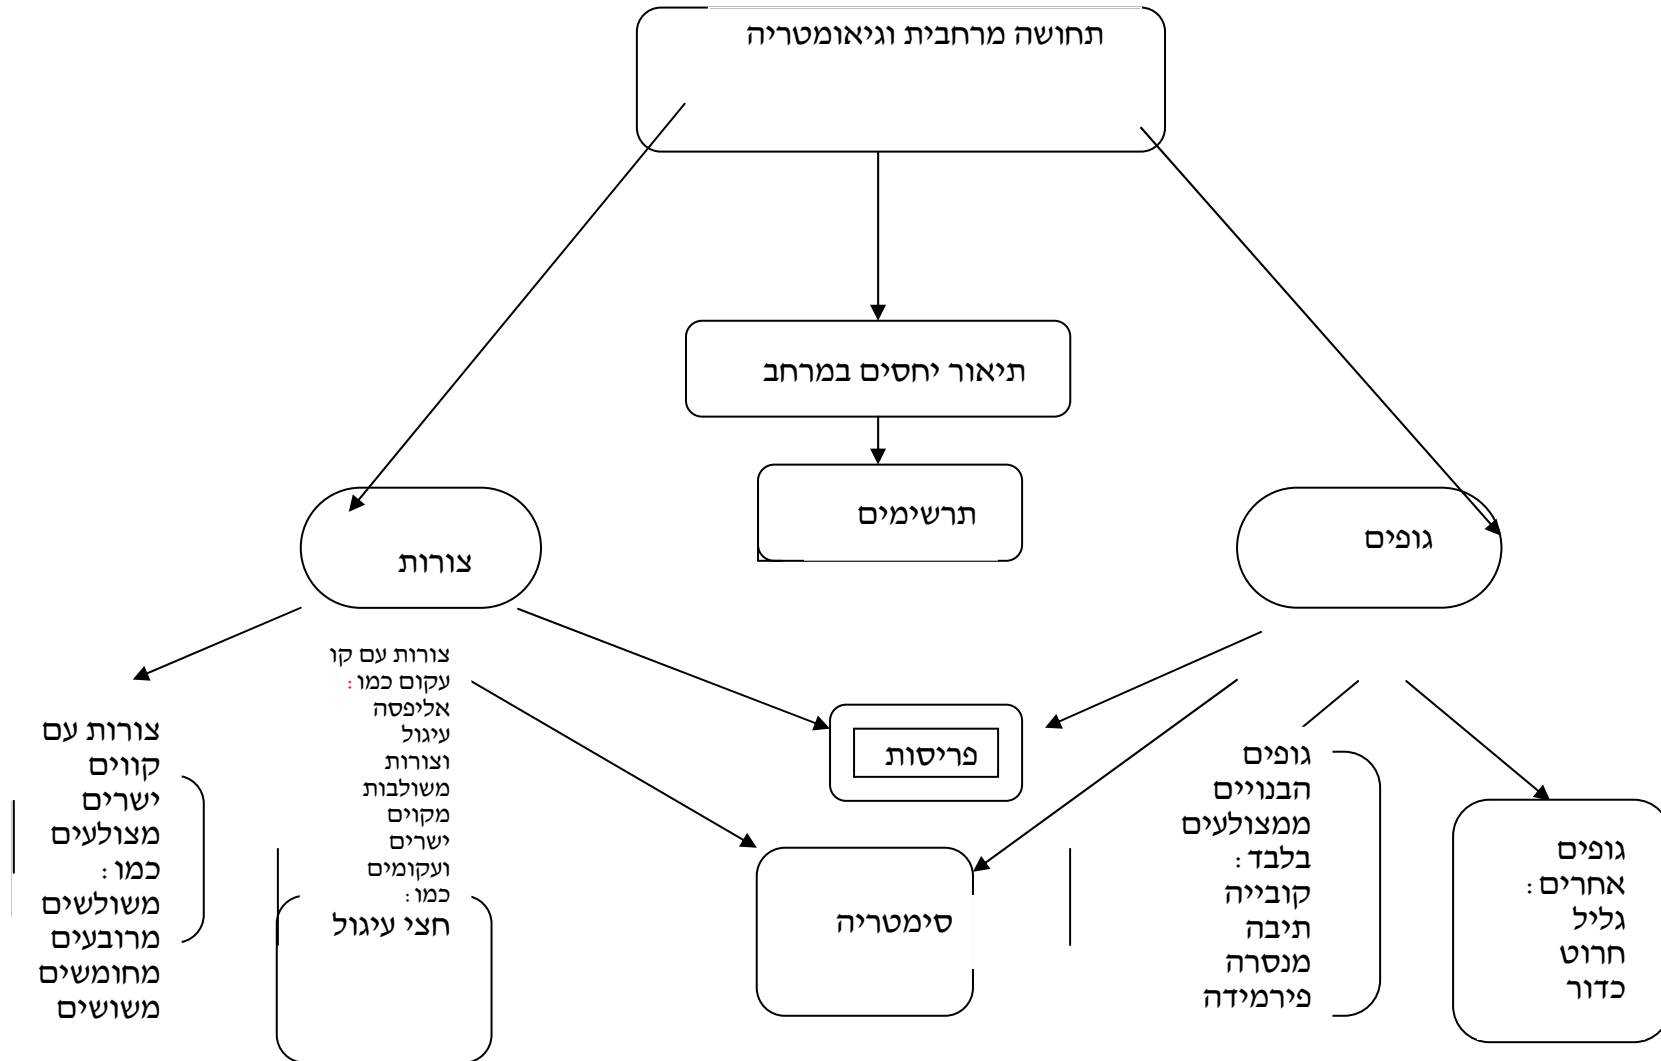 תחושה מרחבית וגיאומטריה
תיאור יחסים במרחב
תרשימים
גופים
צורות
פריסות
סימטריה
גופים
אחרים:
גליל
חרוט
כדור
גופים
הבנויים
ממצולעים
בלבד:
קובייה
תיבה
מנסרה
פירמידה
צורות עם קו
עקום כמו:
אליפסה
עיגול
וצורות
משולבות
מקוים
ישרים
ועקומים
כמו:
חצי עיגול
צורות עם
קווים
ישרים
מצולעים
כמו:
משולשים
מרובעים
מחומשים
משושים